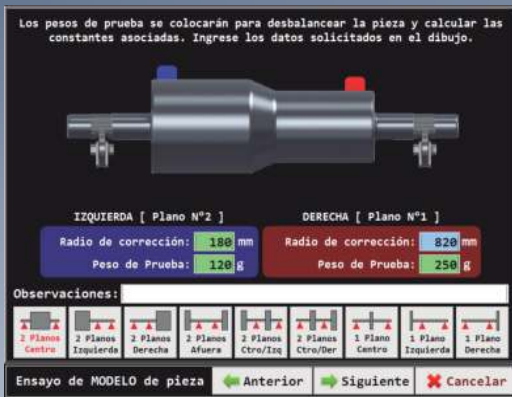 Los pesos de prueba se colocarán para desbalancear la pieza y calcular las
constantes asociadas. Ingrese los datos solicitados en el dibujo.
IZQUIERDA [ Plano Nº2 ]
Radio de corrección: 180 mm
Peso de Prueba: 120 g
DERECHA [ Plano Nº1 ]
Radio de corrección: 820 mm
Peso de Prueba: 250 g
Observaciones:
2 Planos
Centro
2 Planos
Izquierda
2 Planos
Derecha
2 Planos
Afuera
2 Planos
Ctro/Izq
2 Planos
Ctro/Der
1 Plano
Centro
1 Plano
Izquierda
1 Plano
Derecha
Ensayo de MODELO de pieza
Anterior
Siguiente
Cancelar